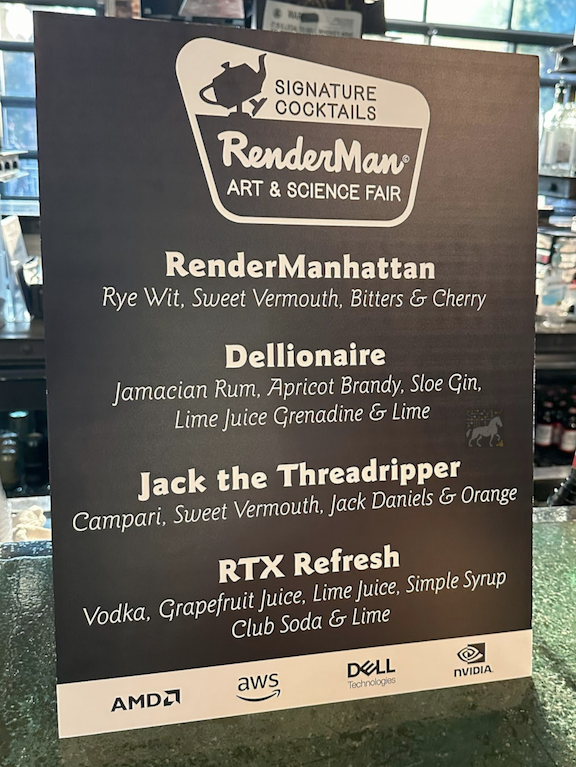 SIGNATURE
COCKTAILS
RenderMan©
ART & SCIENCE FAIR
RenderManhattan
Rye Wit, Sweet Vermouth, Bitters & Cherry
Dellionaire
Jamacian Rum, Apricot Brandy, Sloe Gin,
Lime Juice Grenadine & Lime
Jack the Threadripper
Campari, Sweet Vermouth, Jack Daniels & Orange
RTX Refresh
Vodka, Grapefruit Juice, Lime Juice, Simple Syrup
Club Soda & Lime
AMD
aws
DELL
Technologies
NVIDIA